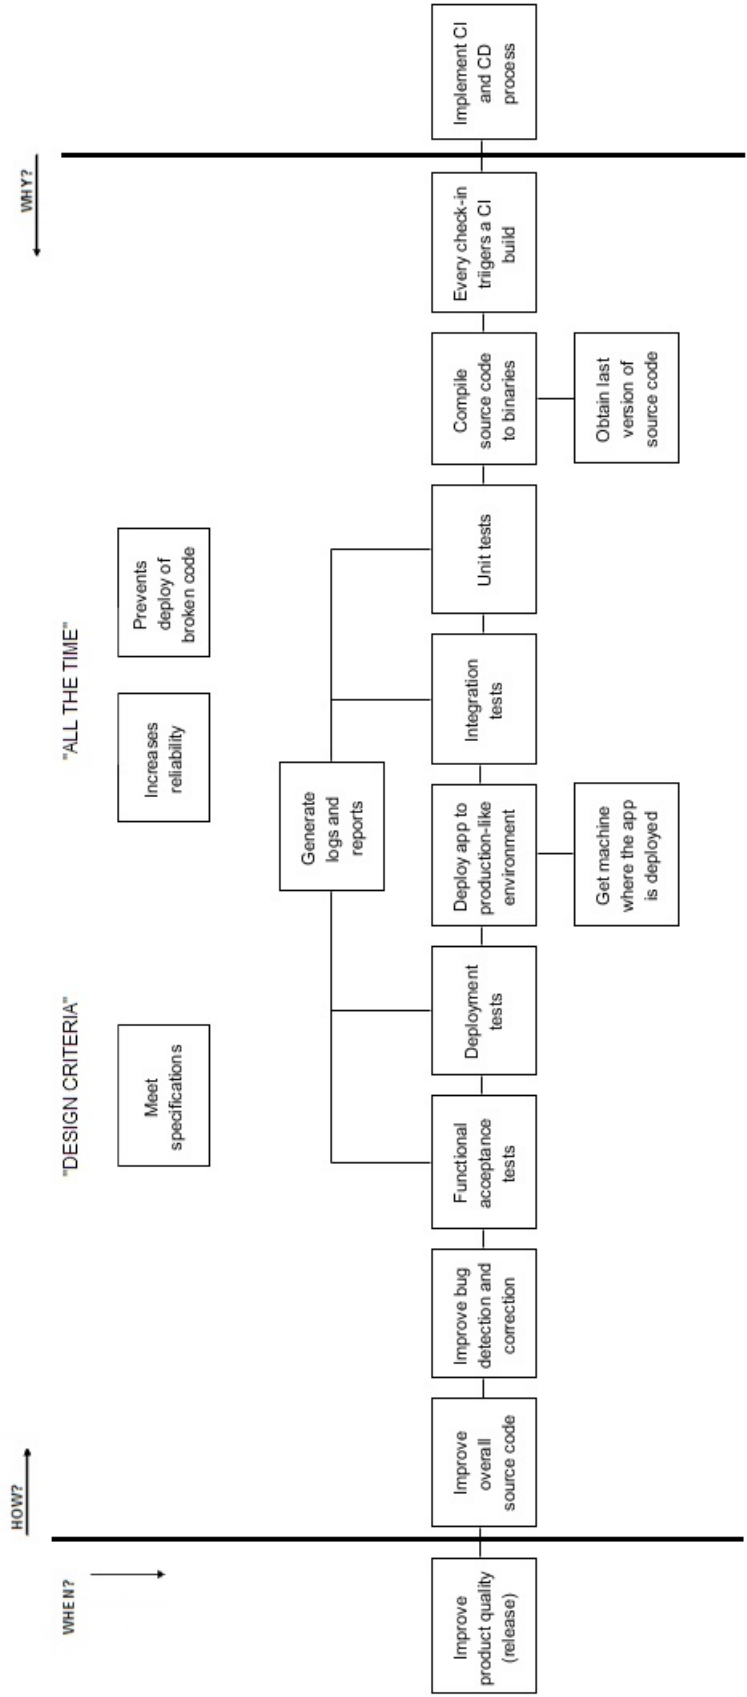 HOW?
WHY?
WHEN?
"DESIGN CRITERIA"
"ALL THE TIME"
Meet
specifications
Increases
reliability
Prevents
deploy of
broken code
Generate
logs and
reports
Improve
product quality
(release)
Improve
overall
source code
Improve bug
detection and
correction
Functional
acceptance
tests
Deployment
tests
Deploy app to
production-like
environment
Integration
tests
Unit tests
Compile
source code
to binaries
Every check-in
triigers a CI
build
Implement CI
and CD
process
Get machine
where the app
is deployed
Obtain last
version of
source code